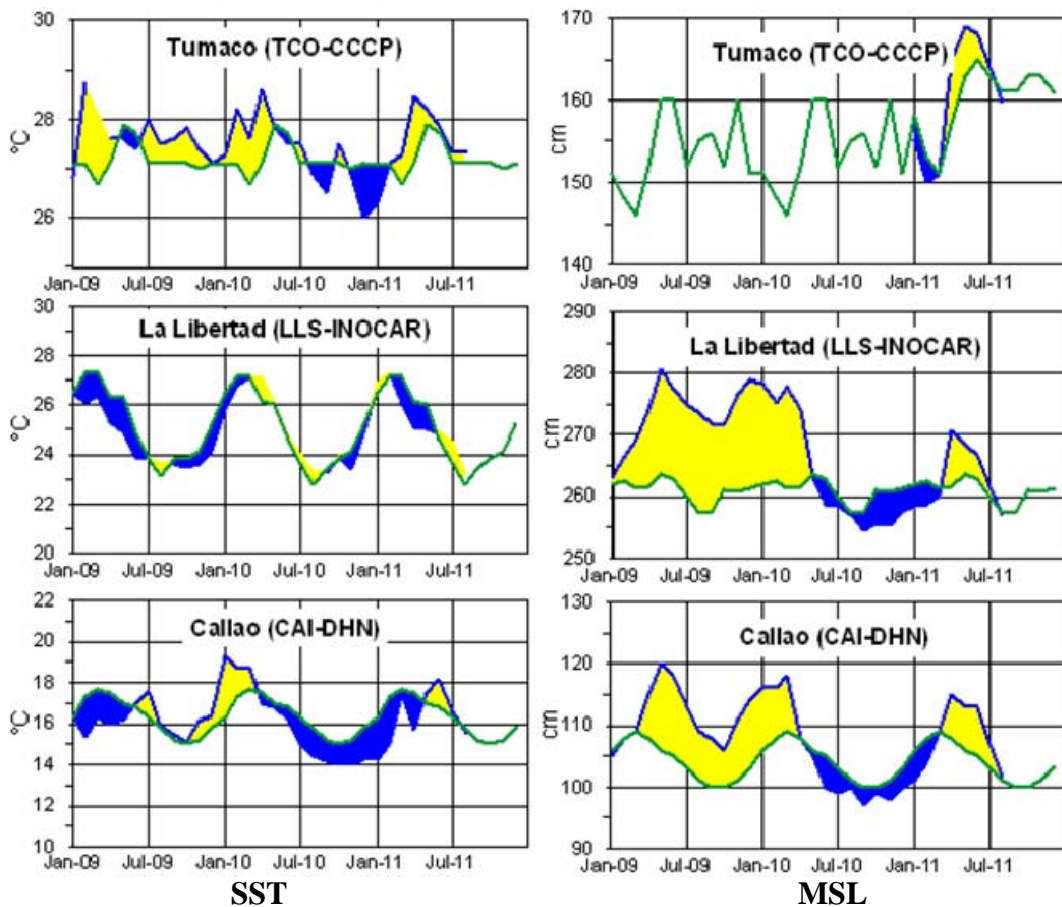 30
28
26
°C
Tumaco (TCO-CCCP)
Jan-09 Jul-09 Jan-10 Jul-10 Jan-11 Jul-11
170
160
150
140
cm
Tumaco (TCO-CCCP)
Jan-09 Jul-09 Jan-10 Jul-10 Jan-11 Jul-11
30
28
26
24
22
20
°C
La Libertad (LLS-INOCAR)
Jan-09 Jul-09 Jan-10 Jul-10 Jan-11 Jul-11
290
280
270
260
250
cm
La Libertad (LLS-INOCAR)
Jan-09 Jul-09 Jan-10 Jul-10 Jan-11 Jul-11
22
20
18
16
14
12
10
°C
Callao (CAI-DHN)
Jan-09 Jul-09 Jan-10 Jul-10 Jan-11 Jul-11
130
120
110
100
90
cm
Callao (CAI-DHN)
Jan-09 Jul-09 Jan-10 Jul-10 Jan-11 Jul-11
SST
MSL